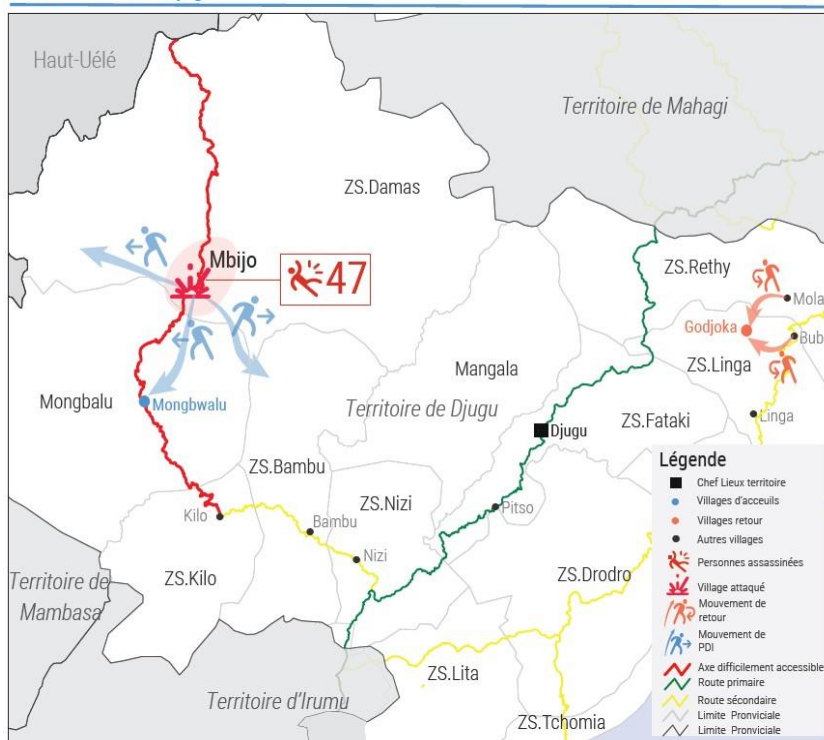 Haut-Uélé
Territoire de Mahagi
ZS.Damas
Mbijo
47
ZS.Rethy
Mola
Godjoka
Bub
ZS.Linga
Mangala
Mongbalu
Mongbwalu
Territoire de Djugu
Linga
ZS.Fataki
Djugu
ZS.Bambu
ZS.Nizi
Kilo
Bambu
Pitso
Nizi
ZS.Drodro
Territoire de
Mambasa
ZS.Kilo
ZS.Lita
Territoire d'Irumu
ZS.Tchomia
Légende
Chef Lieux territoire
Villages d'acceuils
Villages retour
Autres villages
Personnes assassinées
Village attaqué
Mouvement de
retour
Mouvement de
PDI
Axe difficilement accessible
Route primaire
Route sécondaire
Limite Pronviciale
Limite Pronviciale